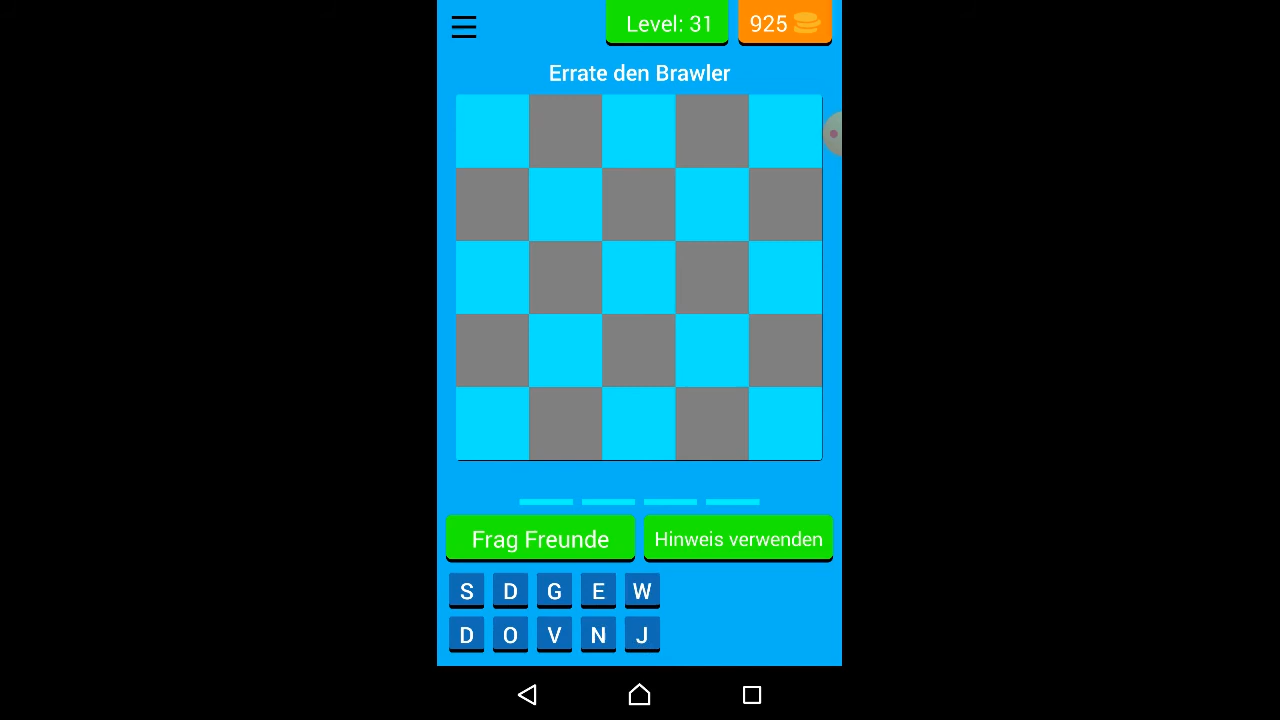 Level: 31
925
Errate den Brawler
Frag Freunde
Hinweis verwenden
S D G E W
D O V N J